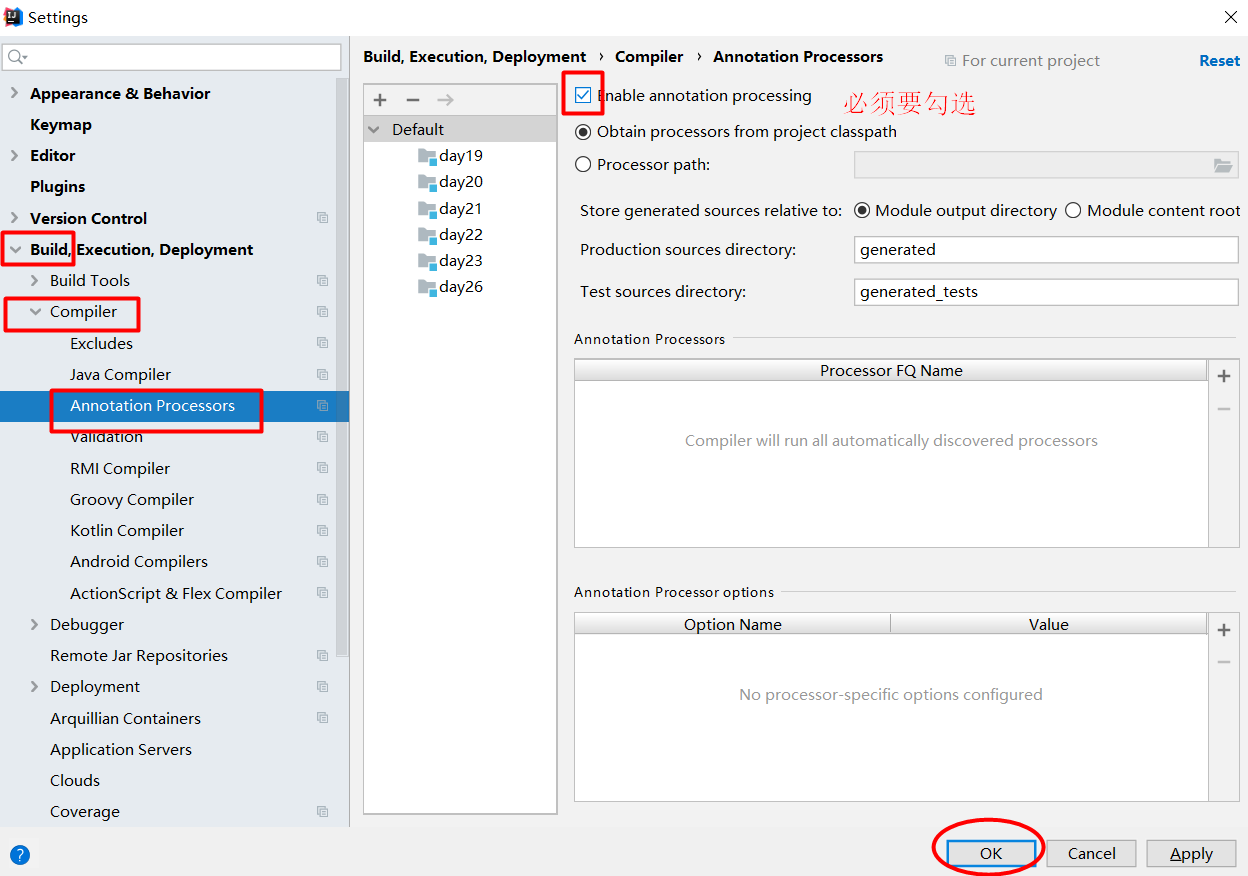 Settings
Appearance & Behavior
Keymap
Editor
Plugins
Version Control
Build, Execution, Deployment
Build Tools
Compiler
Excludes
Java Compiler
Annotation Processors
Validation
RMI Compiler
Groovy Compiler
Kotlin Compiler
Android Compilers
ActionScript & Flex Compiler
Debugger
Remote Jar Repositories
Deployment
Arquillian Containers
Application Servers
Clouds
Coverage
Build, Execution, Deployment › Compiler › Annotation Processors
For current project
Reset
Default
day19
day20
day21
day22
day23
day26
Enable annotation processing
必须要勾选
Obtain processors from project classpath
Processor path:
Store generated sources relative to: Module output directory Module content root
Production sources directory: generated
Test sources directory: generated_tests
Annotation Processors
Processor FQ Name
Compiler will run all automatically discovered processors
Annotation Processor options
Option Name Value
No processor-specific options configured
? OK Cancel Apply